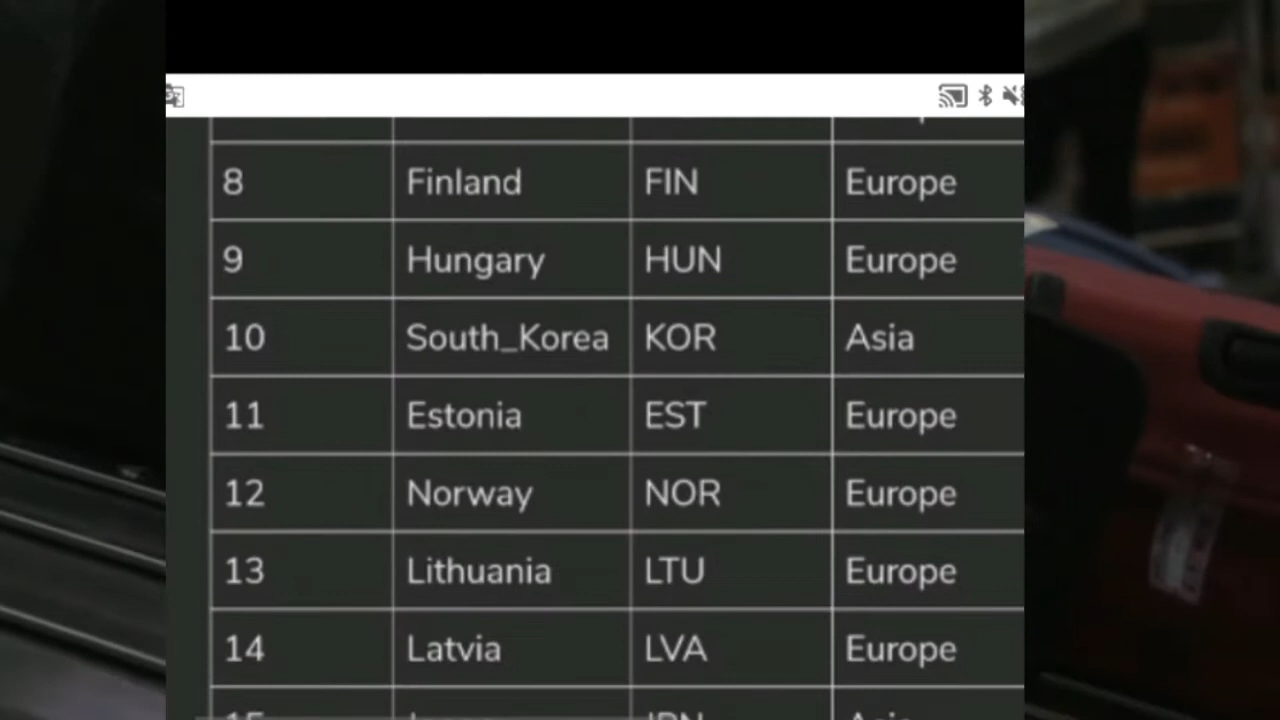 8 Finland FIN Europe
9 Hungary HUN Europe
10 South_Korea KOR Asia
11 Estonia EST Europe
12 Norway NOR Europe
13 Lithuania LTU Europe
14 Latvia LVA Europe